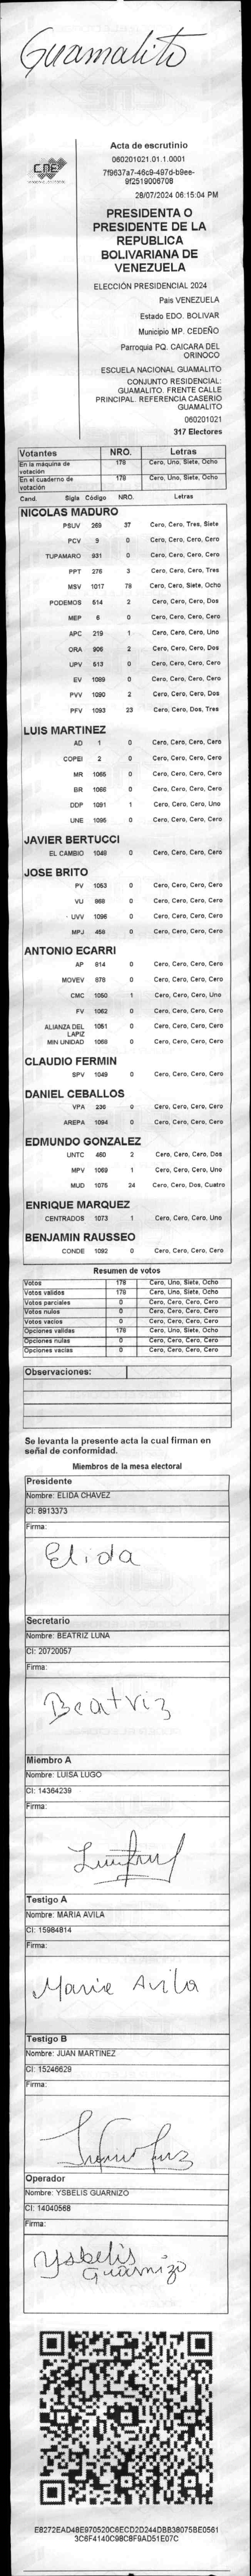 Guamalito
CNE
Acta de escrutinio
060201021.01.1.0001
7f9637a7-46c9-497d-b9ee-
9f2519006708
28/07/2024 06:15:04 PM
PRESIDENTA O
PRESIDENTE DE LA
REPUBLICA
BOLIVARIANA DE
VENEZUELA
ELECCIÓN PRESIDENCIAL 2024
Pais VENEZUELA
Estado EDO. BOLIVAR
Municipio MP. CEDEÑO
Parroquia PQ. CAICARA DEL
ORINOCO
ESCUELA NACIONAL GUAMALITO
CONJUNTO RESIDENCIAL:
GUAMALITO. FRENTE CALLE
PRINCIPAL. REFERENCIA CASERIO
GUAMALITO
060201021
317 Electores
Votantes NRO. Letras
En la máquina de votación 178 Cero, Uno, Siete, Ocho
En el cuaderno de votación 178 Cero, Uno, Siete, Ocho
Cand. Sigla Código NRO. Letras
NICOLAS MADURO
PSUV 269 37 Cero, Cero, Tres, Siete
PCV 9 0 Cero, Cero, Cero, Cero
TUPAMARO 931 0 Cero, Cero, Cero, Cero
PPT 276 3 Cero, Cero, Cero, Tres
MSV 1017 78 Cero, Cero, Siete, Ocho
PODEMOS 514 2 Cero, Cero, Cero, Dos
MEP 6 0 Cero, Cero, Cero, Cero
APC 219 1 Cero, Cero, Cero, Uno
ORA 906 2 Cero, Cero, Cero, Dos
UPV 613 0 Cero, Cero, Cero, Cero
EV 1089 0 Cero, Cero, Cero, Cero
PVV 1090 2 Cero, Cero, Cero, Dos
PFV 1093 23 Cero, Cero, Dos, Tres
LUIS MARTINEZ
AD 1 0 Cero, Cero, Cero, Cero
COPEI 2 0 Cero, Cero, Cero, Cero
MR 1065 0 Cero, Cero, Cero, Cero
BR 1066 0 Cero, Cero, Cero, Cero
DDP 1091 1 Cero, Cero, Cero, Uno
UNE 1095 0 Cero, Cero, Cero, Cero
JAVIER BERTUCCI
EL CAMBIO 1048 0 Cero, Cero, Cero, Cero
JOSE BRITO
PV 1053 0 Cero, Cero, Cero, Cero
VU 968 0 Cero, Cero, Cero, Cero
UVV 1096 0 Cero, Cero, Cero, Cero
MPJ 458 0 Cero, Cero, Cero, Cero
ANTONIO ECARRI
AP 814 0 Cero, Cero, Cero, Cero
MOVEV 878 0 Cero, Cero, Cero, Cero
CMC 1050 1 Cero, Cero, Cero, Uno
FV 1062 0 Cero, Cero, Cero, Cero
ALIANZA DEL LAPIZ 1051 0 Cero, Cero, Cero, Cero
MIN UNIDAD 1068 0 Cero, Cero, Cero, Cero
CLAUDIO FERMIN
SPV 1049 0 Cero, Cero, Cero, Cero
DANIEL CEBALLOS
VPA 236 0 Cero, Cero, Cero, Cero
AREPA 1094 0 Cero, Cero, Cero, Cero
EDMUNDO GONZALEZ
UNTC 460 2 Cero, Cero, Cero, Dos
MPV 1069 1 Cero, Cero, Cero, Uno
MUD 1075 24 Cero, Cero, Dos, Cuatro
ENRIQUE MARQUEZ
CENTRADOS 1073 1 Cero, Cero, Cero, Uno
BENJAMIN RAUSSEO
CONDE 1092 0 Cero, Cero, Cero, Cero
Resumen de votos
Votos 178 Cero, Uno, Siete, Ocho
Votos validos 178 Cero, Uno, Siete, Ocho
Votos parciales 0 Cero, Cero, Cero, Cero
Votos nulos 0 Cero, Cero, Cero, Cero
Votos vacios 0 Cero, Cero, Cero, Cero
Opciones validas 178 Cero, Uno, Siete, Ocho
Opciones nulas 0 Cero, Cero, Cero, Cero
Opciones vacias 0 Cero, Cero, Cero, Cero
Observaciones:
Se levanta la presente acta la cual firman en
señal de conformidad.
Miembros de la mesa electoral
Presidente
Nombre: ELIDA CHAVEZ
CI: 8913373
Firma:
Elida
Secretario
Nombre: BEATRIZ LUNA
CI: 20720057
Firma:
Beatriz
Miembro A
Nombre: LUISA LUGO
CI: 14364239
Firma:
Testigo A
Nombre: MARIA AVILA
CI: 15984814
Firma:
Maria Avila
Testigo B
Nombre: JUAN MARTINEZ
CI: 15246629
Firma:
Operador
Nombre: YSBELIS GUARNIZO
CI: 14040568
Firma:
Ysbelis
Guarnizo
E8272EAD48E970520C6ECD2D244DBB38075BE0561
3C6F4140C98C8F9AD51E07C